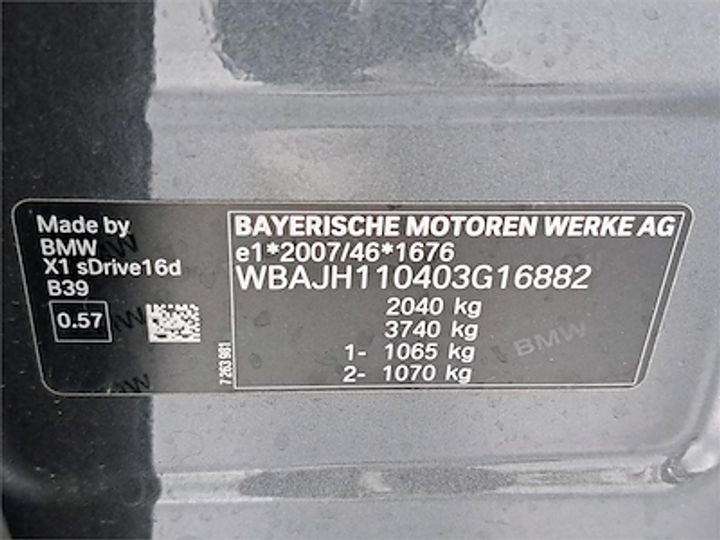 Made by
BMW
X1 sDrive16d
B39
0.57
7 263 981
BAYERISCHE MOTOREN WERKE AG
e1*2007/46*1676
WBAJH110403G16882
2040 kg
3740 kg
1- 1065 kg
2- 1070 kg
BMW